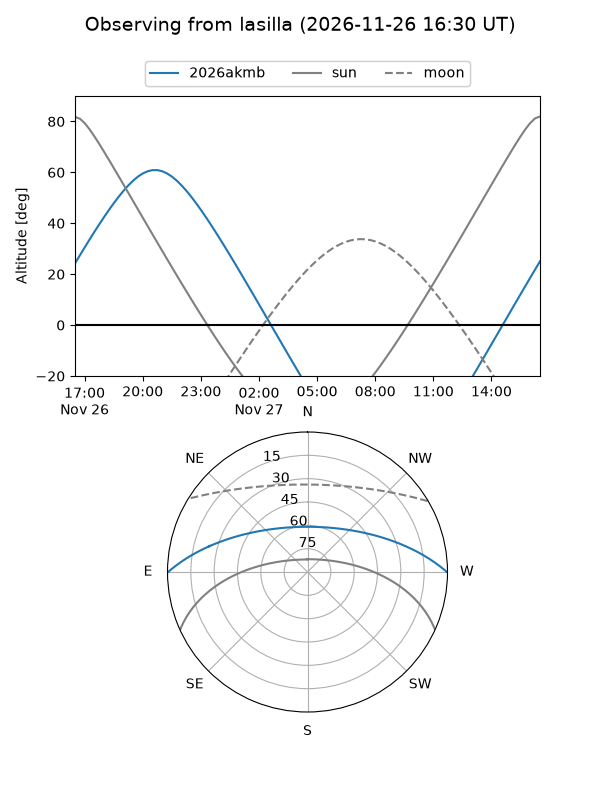 Observing from lasilla (2026-11-26 16:30 UT)
2026akmb sun moon
Altitude [deg]
80
60
40
20
0
−20
17:00 20:00 23:00 02:00 05:00 08:00 11:00 14:00
Nov 26 Nov 27
N
NE NW
15
30
45
60
75
E W
SE SW
S